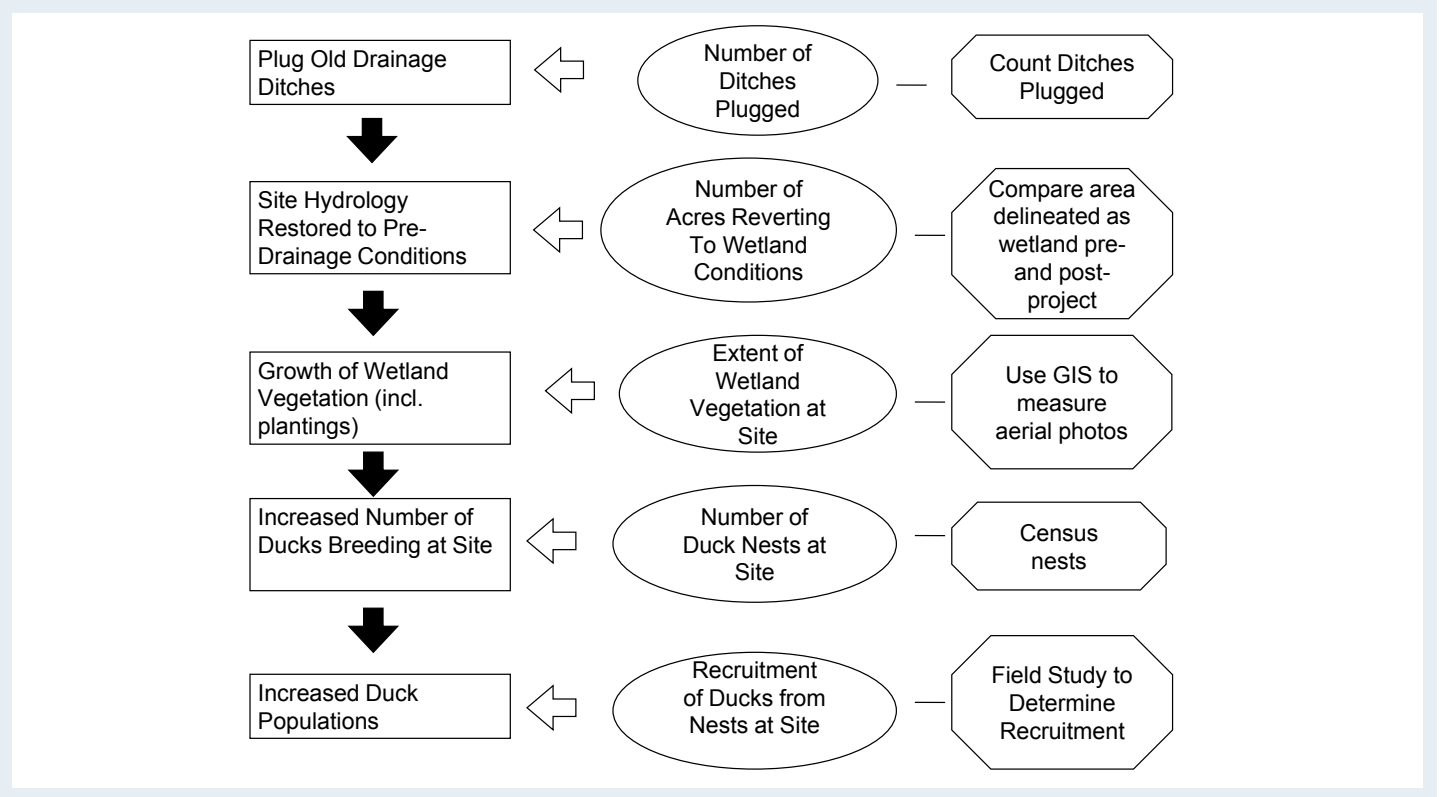 Plug Old Drainage
Ditches
Number of
Ditches
Plugged
Count Ditches
Plugged
Site Hydrology
Restored to Pre-
Drainage Conditions
Number of
Acres Reverting
To Wetland
Conditions
Compare area
delineated as
wetland pre-
and post-
project
Growth of Wetland
Vegetation (incl.
plantings)
Extent of
Wetland
Vegetation at
Site
Use GIS to
measure
aerial photos
Increased Number of
Ducks Breeding at Site
Number of
Duck Nests at
Site
Census
nests
Increased Duck
Populations
Recruitment
of Ducks from
Nests at Site
Field Study to
Determine
Recruitment